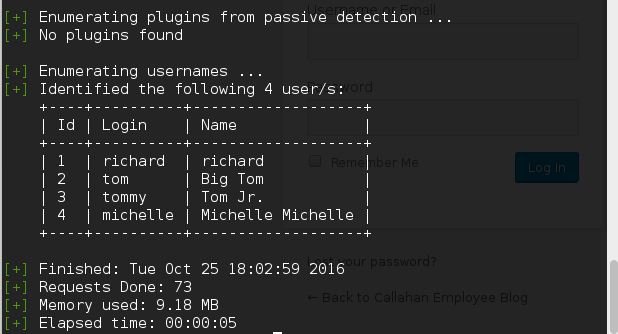 [+] Enumerating plugins from passive detection ...
[+] No plugins found
[+] Enumerating usernames ...
[+] Identified the following 4 user/s:
+----+----------+-------------------+
| Id | Login    | Name              |
+----+----------+-------------------+
| 1  | richard  | richard           |
| 2  | tom      | Big Tom           |
| 3  | tommy    | Tom Jr.           |
| 4  | michelle | Michelle Michelle |
+----+----------+-------------------+
[+] Finished: Tue Oct 25 18:02:59 2016
[+] Requests Done: 73
[+] Memory used: 9.18 MB
[+] Elapsed time: 00:00:05
Username or Email
Password
Remember Me
Log In
Lost your password?
← Back to Callahan Employee Blog